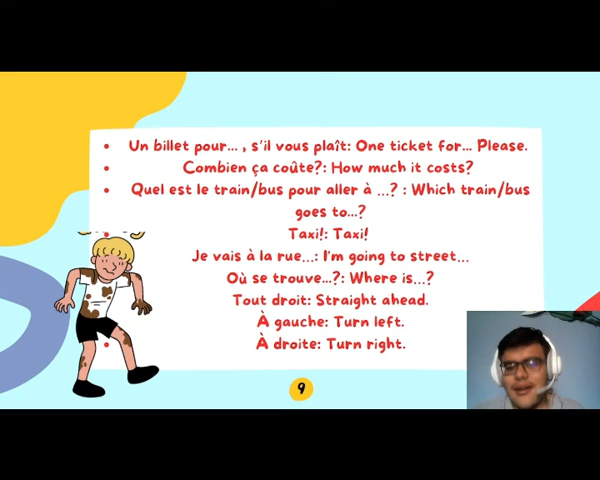 Un billet pour... , s'il vous plaît: One ticket for... Please.
Combien ça coûte?: How much it costs?
Quel est le train/bus pour aller à ...? : Which train/bus
goes to...?
Taxi!: Taxi!
Je vais à la rue...: I'm going to street...
Où se trouve...?: Where is...?
Tout droit: Straight ahead.
À gauche: Turn left.
À droite: Turn right.
9